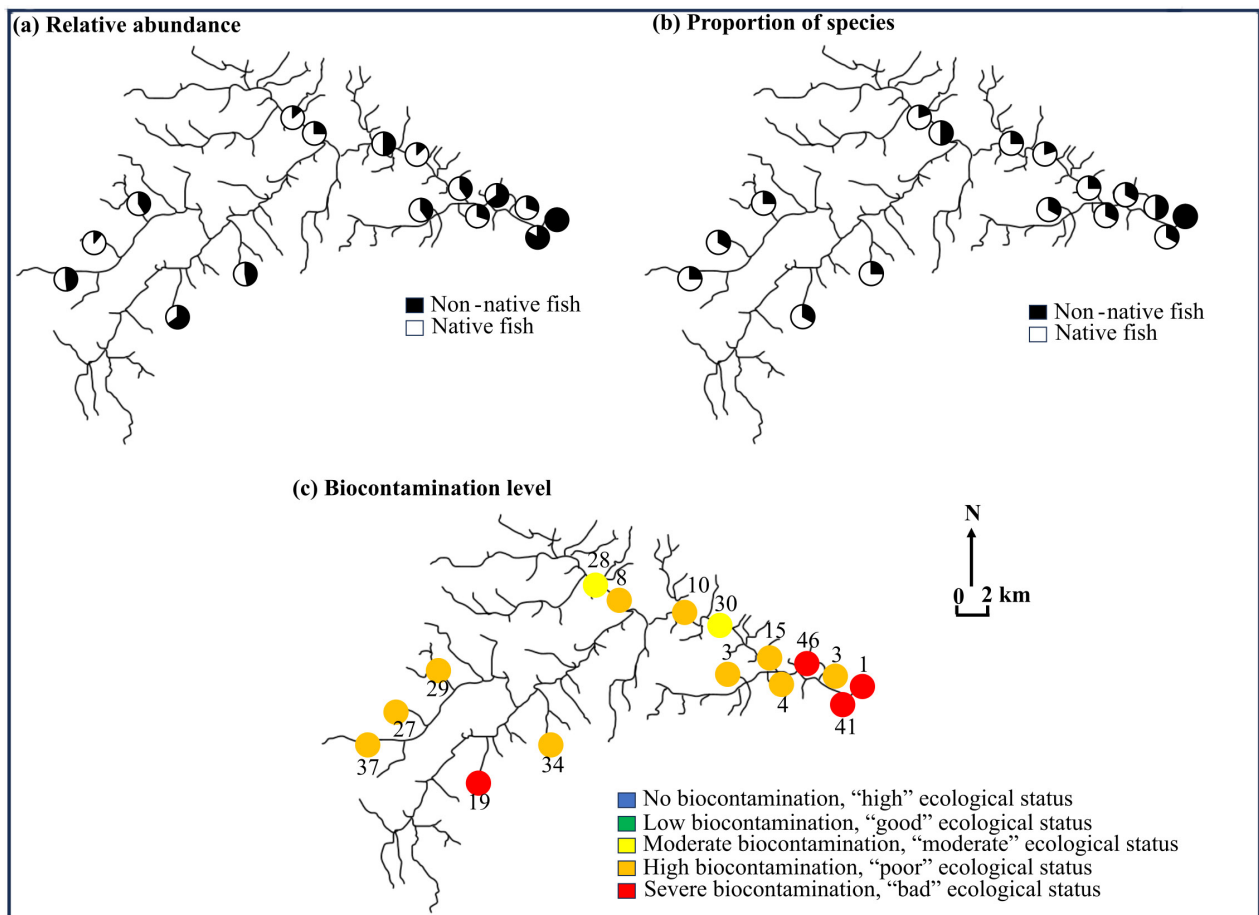 (a) Relative abundance
(b) Proportion of species
Non-native fish
Native fish
Non-native fish
Native fish
(c) Biocontamination level
N
0 2 km
28
8
10
30
15
46
3
3
1
4
41
29
27
37
34
19
No biocontamination, “high” ecological status
Low biocontamination, “good” ecological status
Moderate biocontamination, “moderate” ecological status
High biocontamination, “poor” ecological status
Severe biocontamination, “bad” ecological status